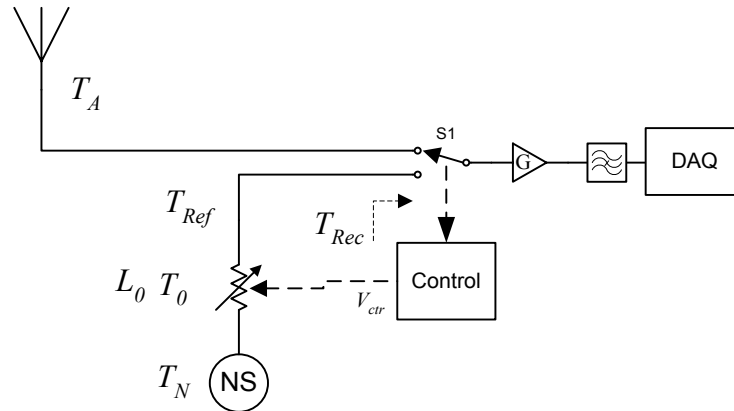 T_A
S1
G
DAQ
T_Ref
T_Rec
L_0 T_0
V_ctr
Control
T_N
NS